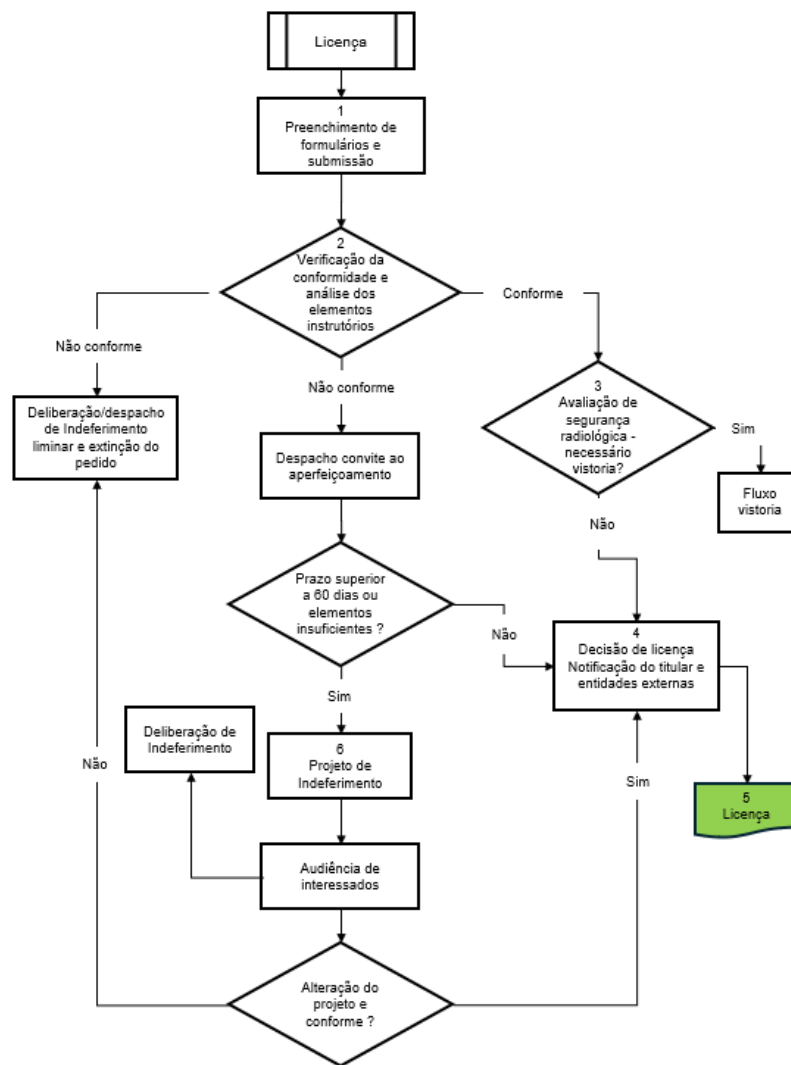 Licença
1
Preenchimento de
formulários e
submissão
2
Verificação da
conformidade e
análise dos
elementos
instrutórios
Conforme
Não conforme
Não conforme
3
Avaliação de
segurança
radiológica -
necessário
vistoria?
Sim
Deliberação/despacho
de Indeferimento
liminar e extinção do
pedido
Despacho convite ao
aperfeiçoamento
Fluxo
vistoria
Não
Prazo superior
a 60 dias ou
elementos
insuficientes ?
Não
4
Decisão de licença
Notificação do titular e
entidades externas
Sim
Deliberação de
Indeferimento
6
Projeto de
Indeferimento
Não
Sim
5
Licença
Audiência de
interessados
Alteração do
projeto e
conforme ?